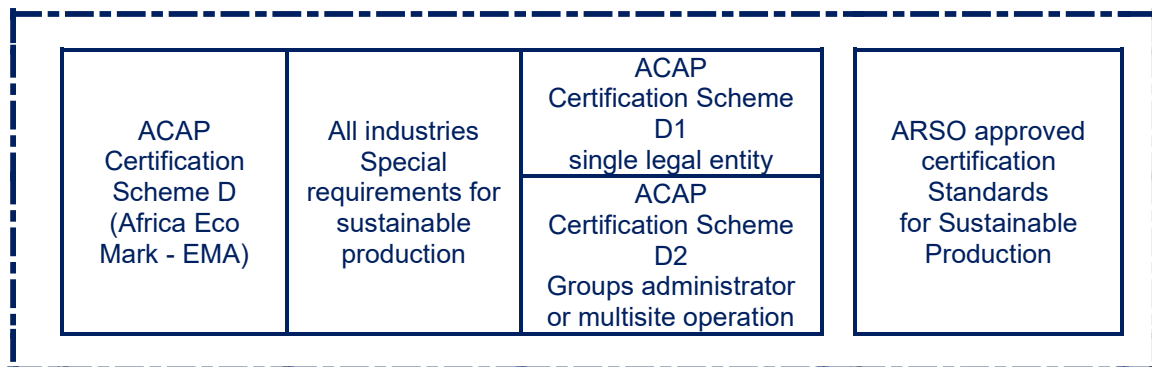 ACAP
Certification
Scheme D
(Africa Eco
Mark - EMA)
All industries
Special
requirements for
sustainable
production
ACAP
Certification Scheme
D1
single legal entity
ACAP
Certification Scheme
D2
Groups administrator
or multisite operation
ARSO approved
certification
Standards
for Sustainable
Production